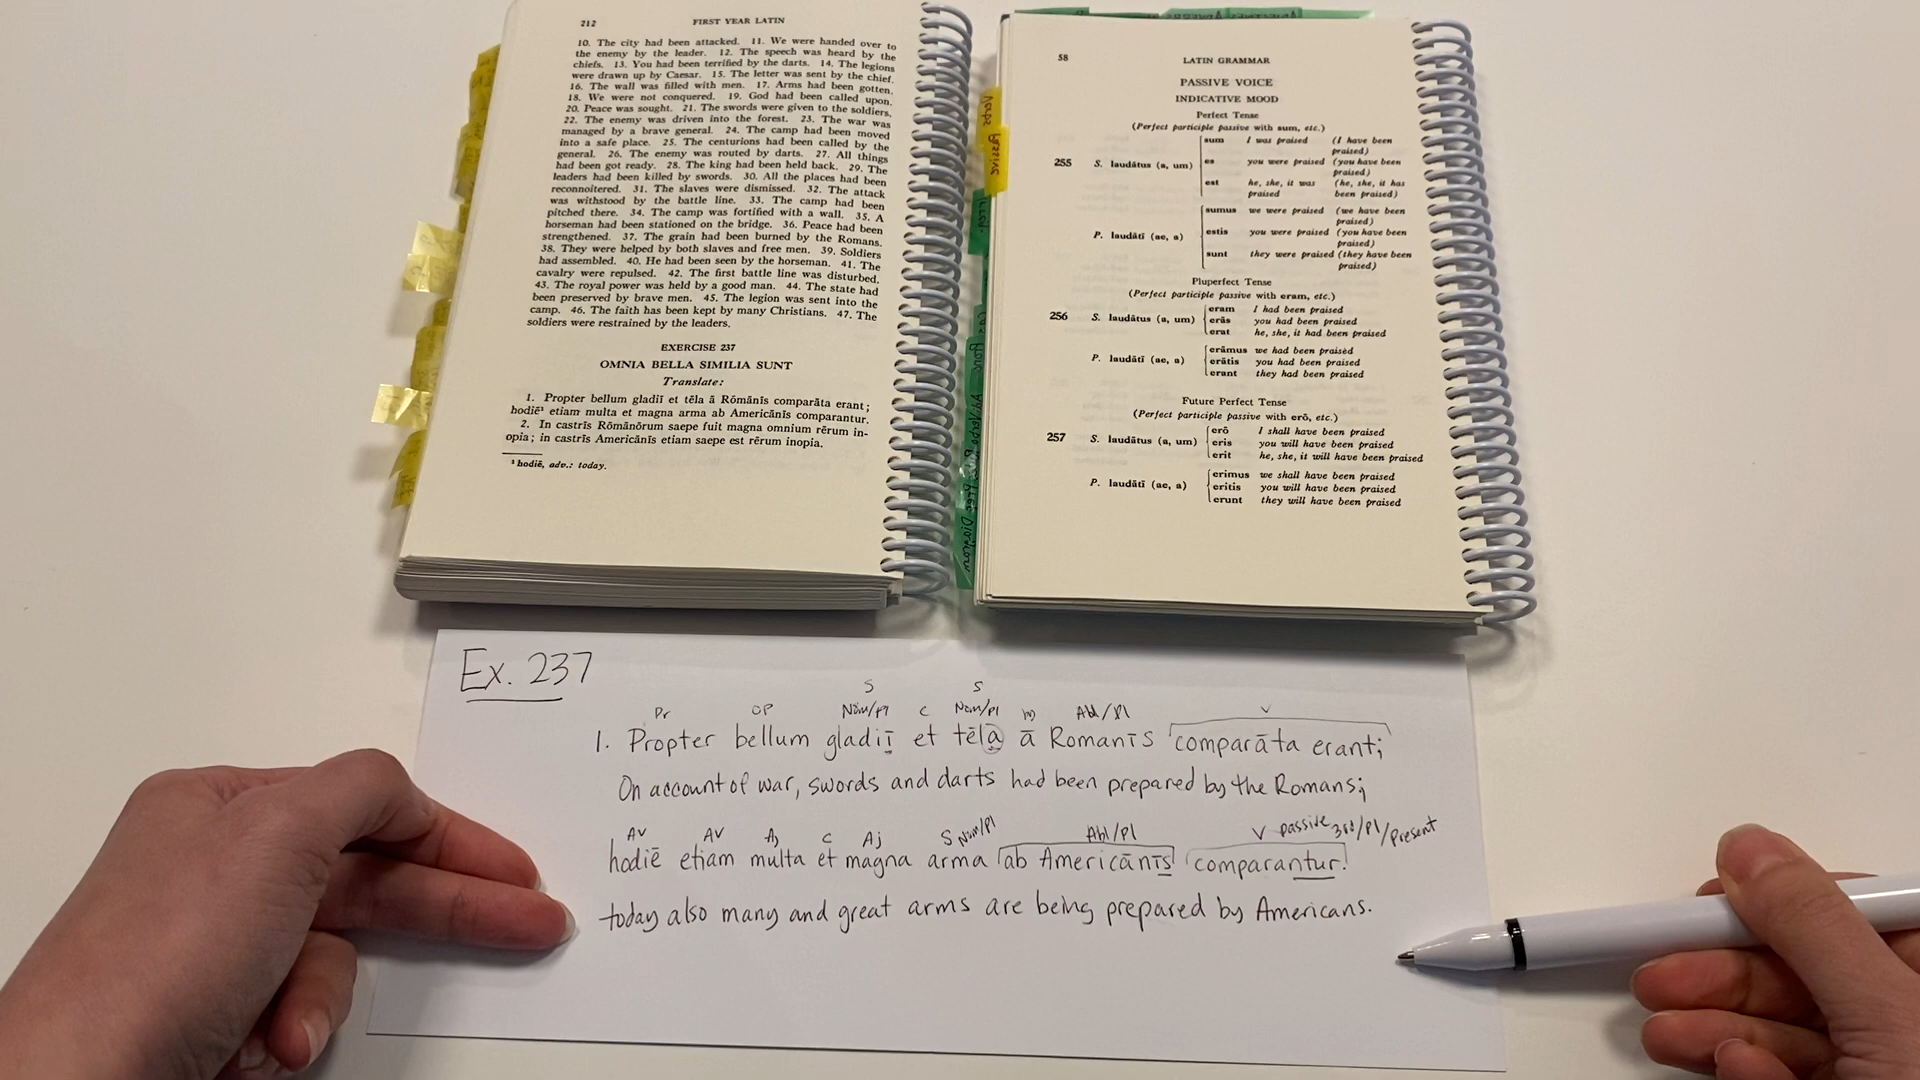 212 FIRST YEAR LATIN
10. The city had been attacked. 11. We were handed over to
the enemy by the leader. 12. The speech was heard by the
chiefs. 13. You had been terrified by the darts. 14. The legions
were drawn up by Caesar. 15. The letter was sent by the chief.
16. The wall was filled with men. 17. Arms had been gotten.
18. We were not conquered. 19. God had been called upon.
20. Peace was sought. 21. The swords were given to the soldiers.
22. The enemy was driven into the forest. 23. The war was
managed by a brave general. 24. The camp had been moved
into a safe place. 25. The centurions had been called by the
general. 26. The enemy was routed by darts. 27. All things
had been got ready. 28. The king had been held back. 29. The
leaders had been killed by swords. 30. All the places had been
reconnoitered. 31. The slaves were dismissed. 32. The attack
was withstood by the battle line. 33. The camp had been
pitched there. 34. The camp was fortified with a wall. 35. A
horseman had been stationed on the bridge. 36. Peace had been
strengthened. 37. The grain had been burned by the Romans.
38. They were helped by both slaves and free men. 39. Soldiers
had assembled. 40. He had been seen by the horseman. 41. The
cavalry were repulsed. 42. The first battle line was disturbed.
43. The royal power was held by a good man. 44. The state had
been preserved by brave men. 45. The legion was sent into the
camp. 46. The faith has been kept by many Christians. 47. The
soldiers were restrained by the leaders.
EXERCISE 237
OMNIA BELLA SIMILIA SUNT
Translate:
1. Propter bellum gladiī et tēla ā Rōmānīs comparāta erant;
hodiē¹ etiam multa et magna arma ab Americānīs comparantur.
2. In castrīs Rōmānōrum saepe fuit magna omnium rērum in-
opia; in castrīs Americānīs etiam saepe est rērum inopia.
¹ hodiē, adv.: today.
58 LATIN GRAMMAR
PASSIVE VOICE
INDICATIVE MOOD
Perfect Tense
(Perfect participle passive with sum, etc.)
sum I was praised (I have been
praised)
255 S. laudātus (a, um) es you were praised (you have been
praised)
est he, she, it was (he, she, it has
praised been praised)
sumus we were praised (we have been
praised)
P. laudātī (ae, a) estis you were praised (you have been
praised)
sunt they were praised (they have been
praised)
Pluperfect Tense
(Perfect participle passive with eram, etc.)
eram I had been praised
256 S. laudātus (a, um) erās you had been praised
erat he, she, it had been praised
erāmus we had been praised
P. laudātī (ae, a) erātis you had been praised
erant they had been praised
Future Perfect Tense
(Perfect participle passive with erō, etc.)
erō I shall have been praised
257 S. laudātus (a, um) eris you will have been praised
erit he, she, it will have been praised
erimus we shall have been praised
P. laudātī (ae, a) eritis you will have been praised
erunt they will have been praised
Ex. 237
S S
Pr OP Nom/Pl c Nom/Pl Abl/Pl V
1. Propter bellum gladiī et tēla ā Romanīs comparāta erant;
On account of war, swords and darts had been prepared by the Romans;
AV AV Aj c Aj S Nom/Pl Abl/Pl V passive 3rd/Pl/Present
hodiē etiam multa et magna arma ab Americānīs comparantur.
today also many and great arms are being prepared by Americans.